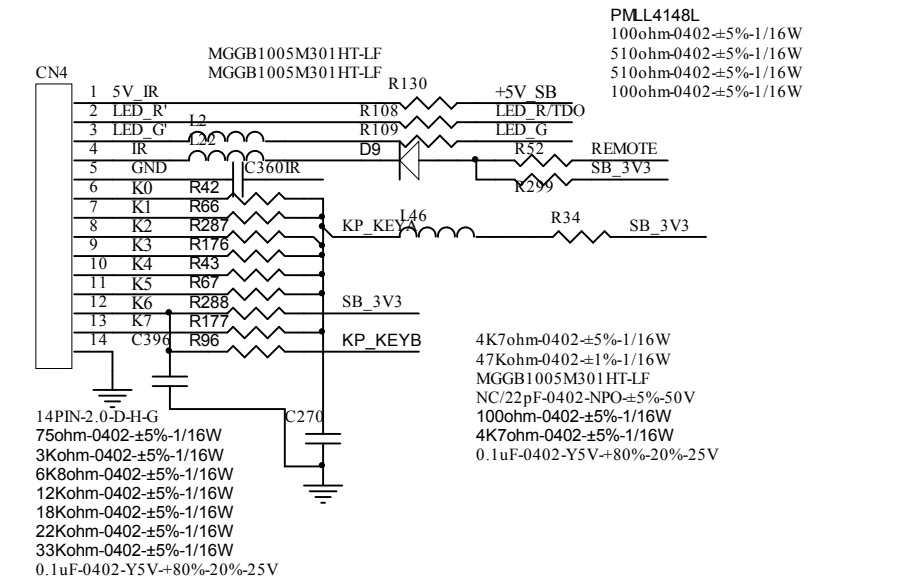 PMLL4148L
100ohm-0402-±5%-1/16W
510ohm-0402-±5%-1/16W
510ohm-0402-±5%-1/16W
100ohm-0402-±5%-1/16W
MGGB1005M301HT-LF
MGGB1005M301HT-LF
CN4
R130
1 5V_IR +5V_SB
2 LED_R' R108 LED_R/TDO
L2
3 LED_G' R109 LED_G
L22
4 IR D9 R52 REMOTE
5 GND C360IR SB_3V3
R299
6 K0 R42
7 K1 R66
L46 R34
8 K2 R287 KP_KEYA SB_3V3
9 K3 R176
10 K4 R43
11 K5 R67
12 K6 R288 SB_3V3
13 K7 R177
14 C396 R96 KP_KEYB
4K7ohm-0402-±5%-1/16W
47Kohm-0402-±1%-1/16W
MGGB1005M301HT-LF
NC/22pF-0402-NPO-±5%-50V
100ohm-0402-±5%-1/16W
4K7ohm-0402-±5%-1/16W
0.1uF-0402-Y5V-+80%-20%-25V
C270
14PIN-2.0-D-H-G
75ohm-0402-±5%-1/16W
3Kohm-0402-±5%-1/16W
6K8ohm-0402-±5%-1/16W
12Kohm-0402-±5%-1/16W
18Kohm-0402-±5%-1/16W
22Kohm-0402-±5%-1/16W
33Kohm-0402-±5%-1/16W
0.1uF-0402-Y5V-+80%-20%-25V